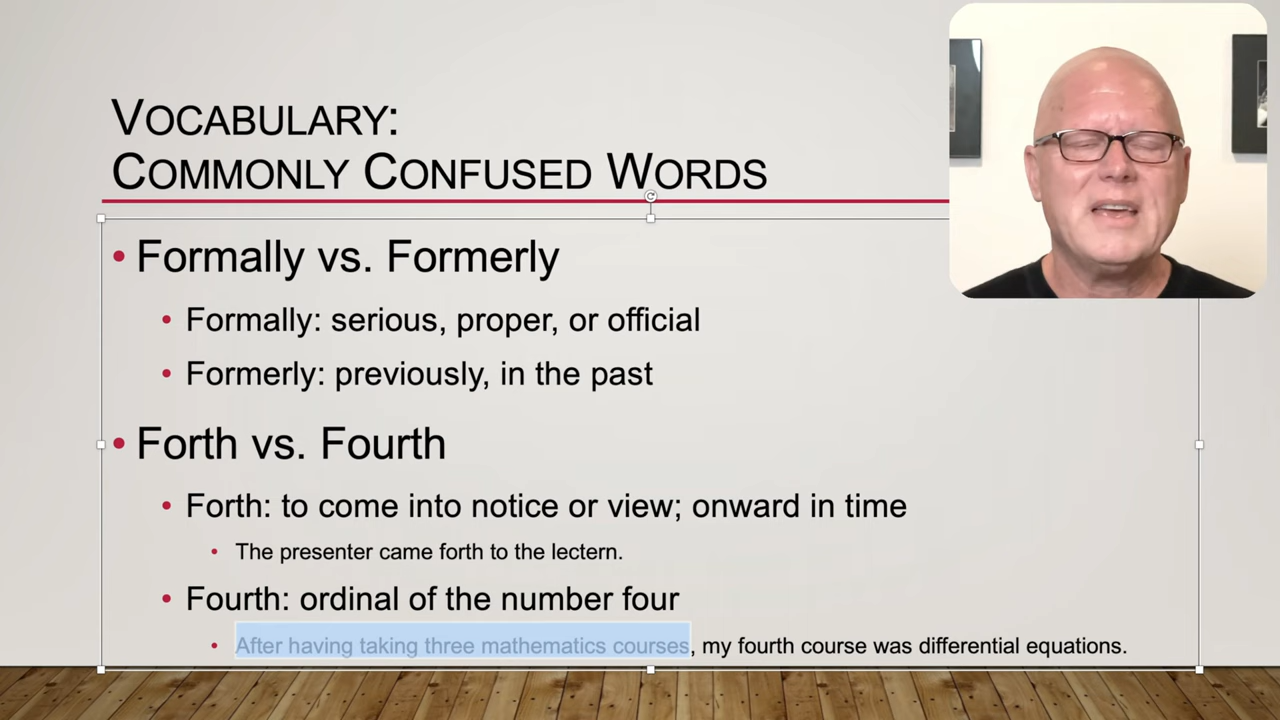 VOCABULARY:
COMMONLY CONFUSED WORDS
• Formally vs. Formerly
• Formally: serious, proper, or official
• Formerly: previously, in the past
• Forth vs. Fourth
• Forth: to come into notice or view; onward in time
• The presenter came forth to the lectern.
• Fourth: ordinal of the number four
• After having taking three mathematics courses, my fourth course was differential equations.